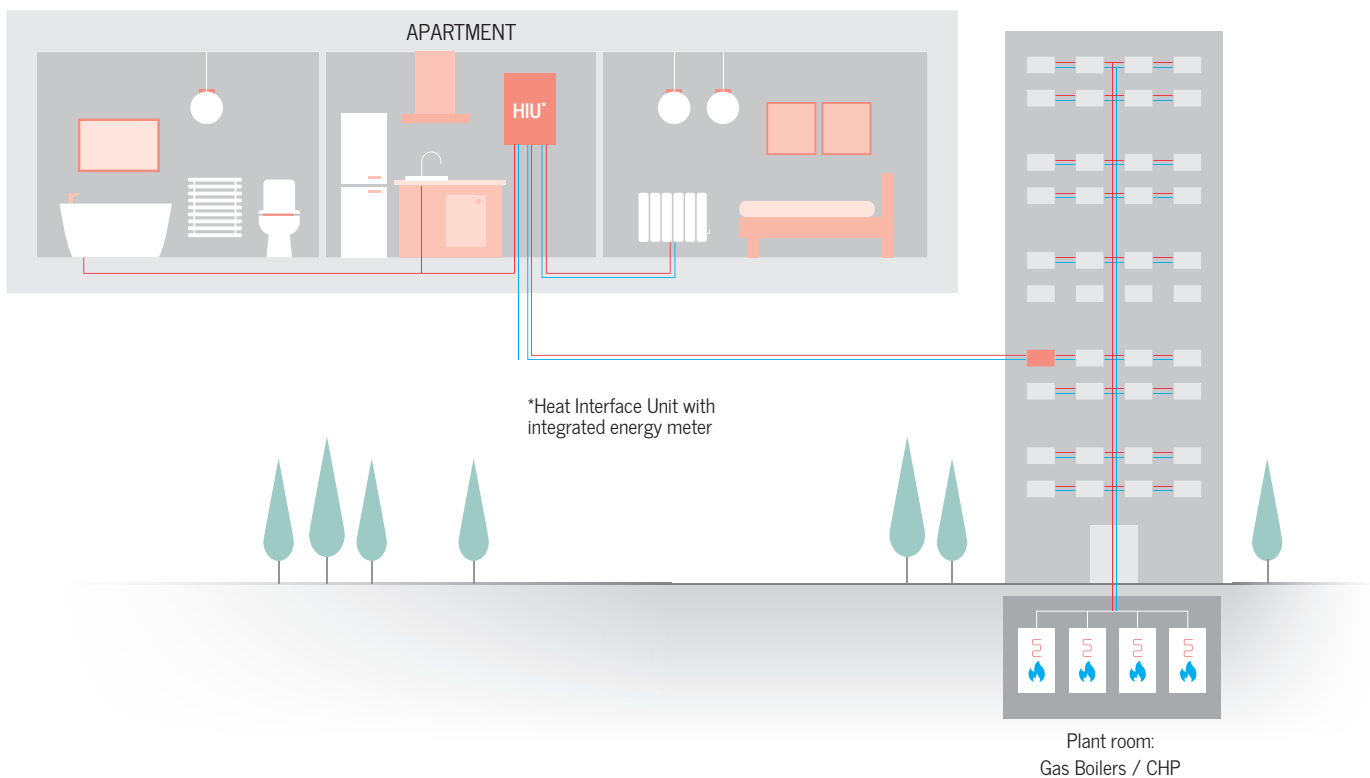 APARTMENT
HIU*
*Heat Interface Unit with
integrated energy meter
Plant room:
Gas Boilers / CHP